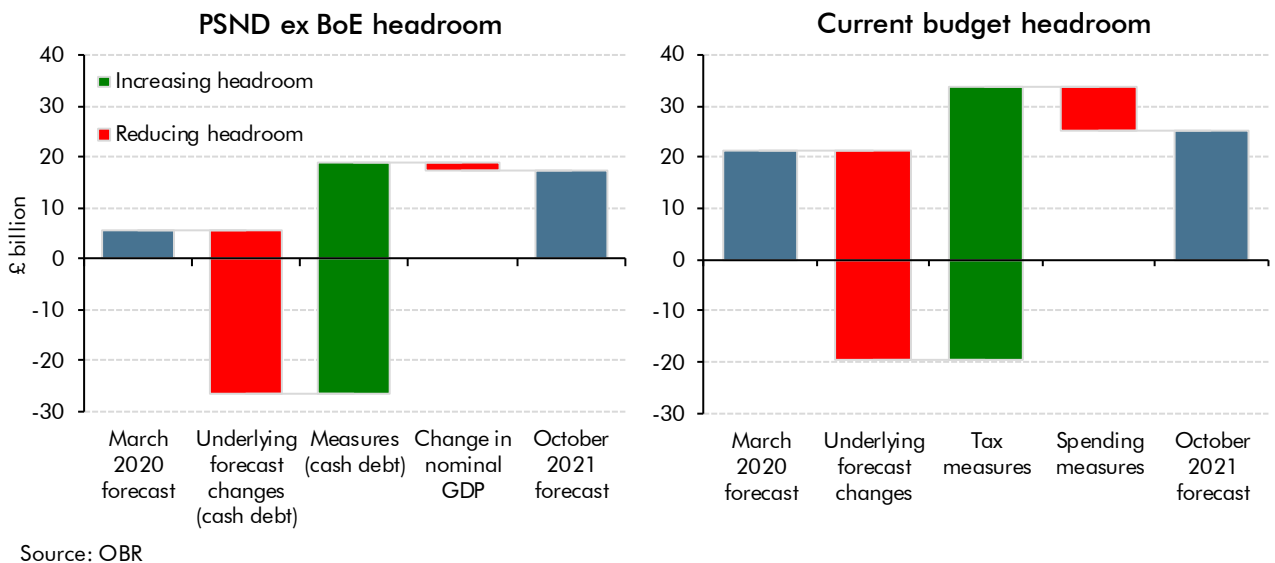 PSND ex BoE headroom
40
30
20
10
0
-10
-20
-30
£ billion
Increasing headroom
Reducing headroom
March
2020
forecast
Underlying
forecast
changes
(cash debt)
Measures
(cash debt)
Change in
nominal
GDP
October
2021
forecast
Current budget headroom
40
30
20
10
0
-10
-20
-30
March
2020
forecast
Underlying
forecast
changes
Tax
measures
Spending
measures
October
2021
forecast
Source: OBR